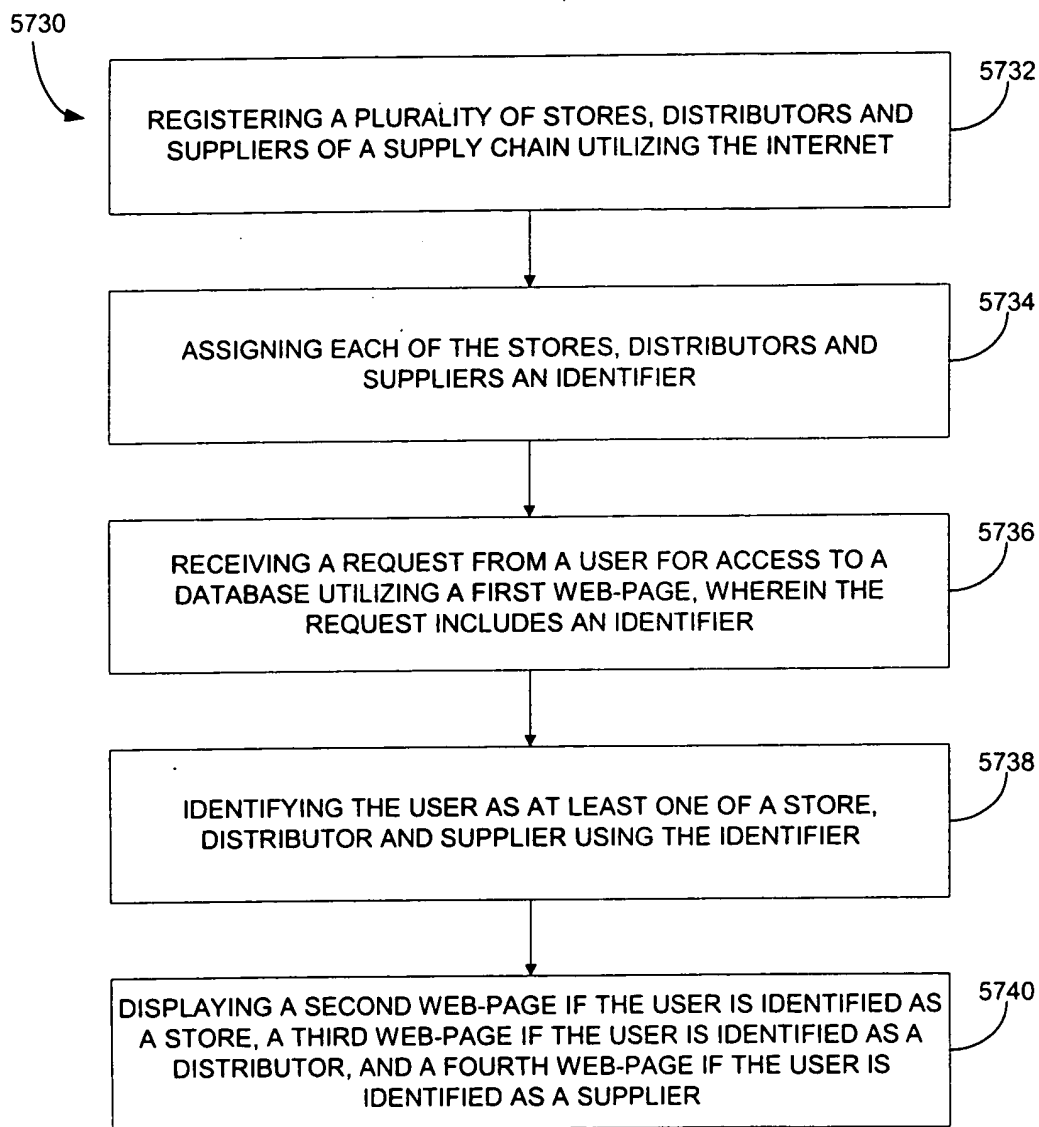 5730
5732
REGISTERING A PLURALITY OF STORES, DISTRIBUTORS AND
SUPPLIERS OF A SUPPLY CHAIN UTILIZING THE INTERNET
5734
ASSIGNING EACH OF THE STORES, DISTRIBUTORS AND
SUPPLIERS AN IDENTIFIER
5736
RECEIVING A REQUEST FROM A USER FOR ACCESS TO A
DATABASE UTILIZING A FIRST WEB-PAGE, WHEREIN THE
REQUEST INCLUDES AN IDENTIFIER
5738
IDENTIFYING THE USER AS AT LEAST ONE OF A STORE,
DISTRIBUTOR AND SUPPLIER USING THE IDENTIFIER
5740
DISPLAYING A SECOND WEB-PAGE IF THE USER IS IDENTIFIED AS
A STORE, A THIRD WEB-PAGE IF THE USER IS IDENTIFIED AS A
DISTRIBUTOR, AND A FOURTH WEB-PAGE IF THE USER IS
IDENTIFIED AS A SUPPLIER